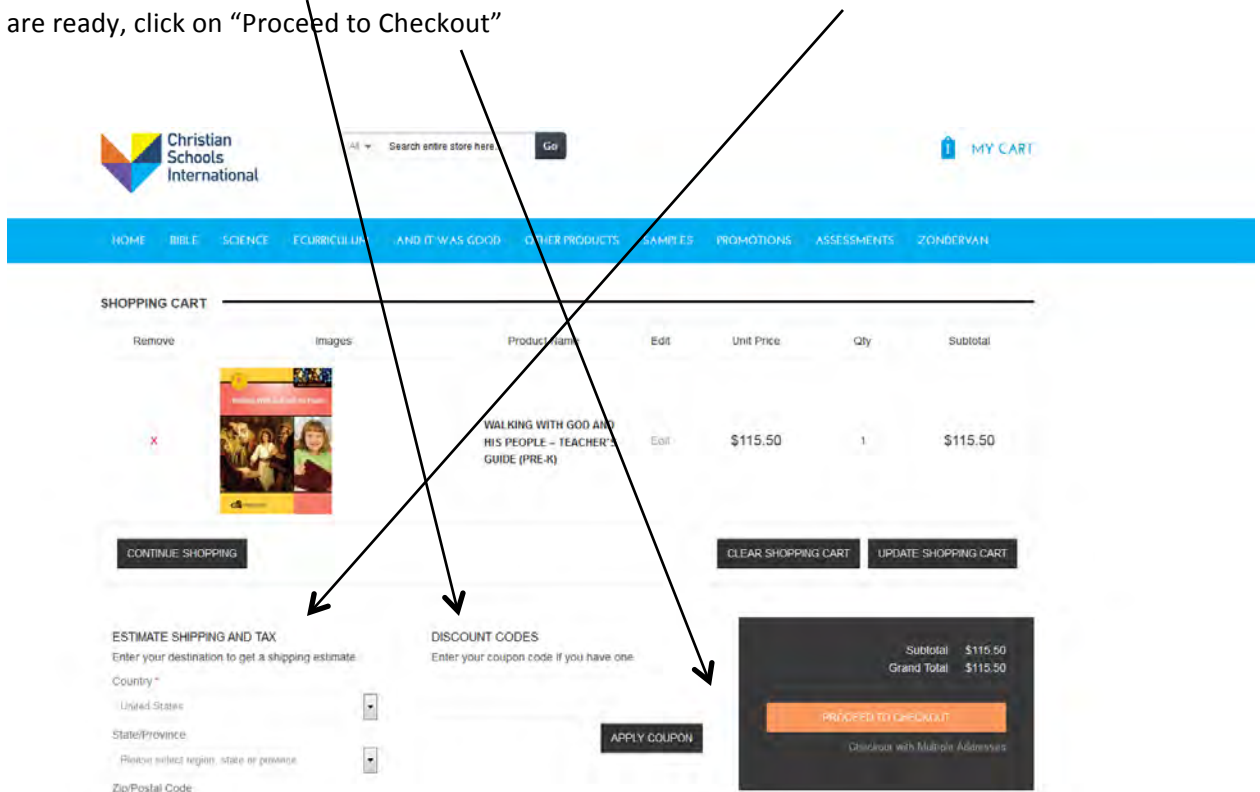 are ready, click on “Proceed to Checkout”
Christian
Schools
International
All
Search entire store here.
Go
1
MY CART
HOME BIBLE SCIENCE ECURRICULUM AND IT WAS GOOD OTHER PRODUCTS SAMPLES PROMOTIONS ASSESSMENTS ZONDERVAN
SHOPPING CART
Remove Images Product Name Edit Unit Price Qty Subtotal
X
WALKING WITH GOD AND
HIS PEOPLE – TEACHER'S
GUIDE (PRE-K)
Edit $115.50 1 $115.50
CONTINUE SHOPPING CLEAR SHOPPING CART UPDATE SHOPPING CART
ESTIMATE SHIPPING AND TAX
Enter your destination to get a shipping estimate.
Country *
United States
State/Province
Please select region, state or province
Zip/Postal Code
DISCOUNT CODES
Enter your coupon code if you have one.
APPLY COUPON
Subtotal $115.50
Grand Total $115.50
PROCEED TO CHECKOUT
Checkout with Multiple Addresses